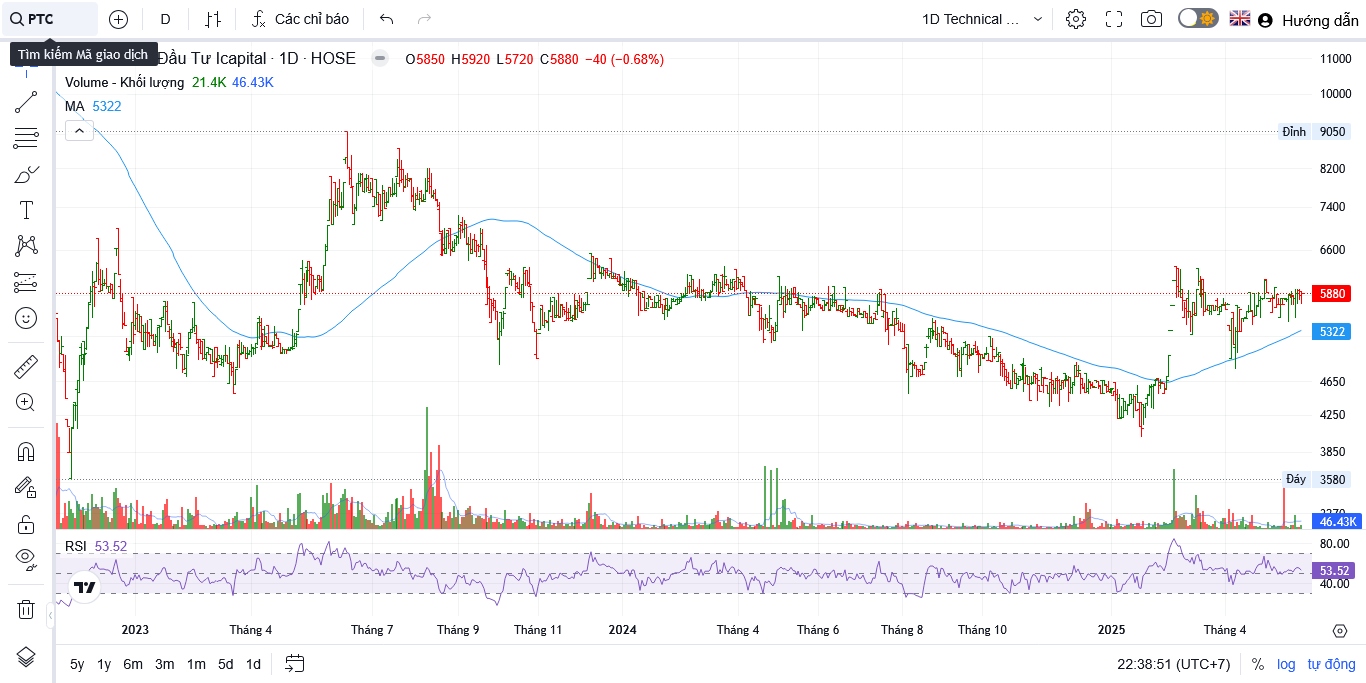 PTC
D
Các chỉ báo
1D Technical ...
Hướng dẫn
Tìm kiếm Mã giao dịch
Đầu Tư Icapital · 1D · HOSE
O5850 H5920 L5720 C5880 −40 (−0.68%)
Volume - Khối lượng 21.4K 46.43K
MA 5322
11000
10000
Đỉnh 9050
8200
7400
6600
5880
5322
4650
4250
3850
Đáy 3580
46.43K
RSI 53.52
80.00
53.52
40.00
2023 Tháng 4 Tháng 7 Tháng 9 Tháng 11 2024 Tháng 4 Tháng 6 Tháng 8 Tháng 10 2025 Tháng 4
5y 1y 6m 3m 1m 5d 1d
22:38:51 (UTC+7) % log tự động